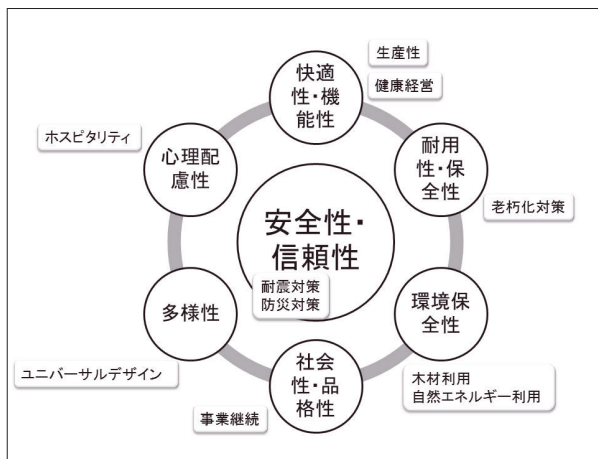 生産性
快適
性・機
能性
健康経営
ホスピタリティ
心理配
慮性
耐用
性・保
全性
老朽化対策
安全性・
信頼性
耐震対策
防災対策
多様性
環境保
全性
ユニバーサルデザイン
社会
性・品
格性
木材利用
自然エネルギー利用
事業継続